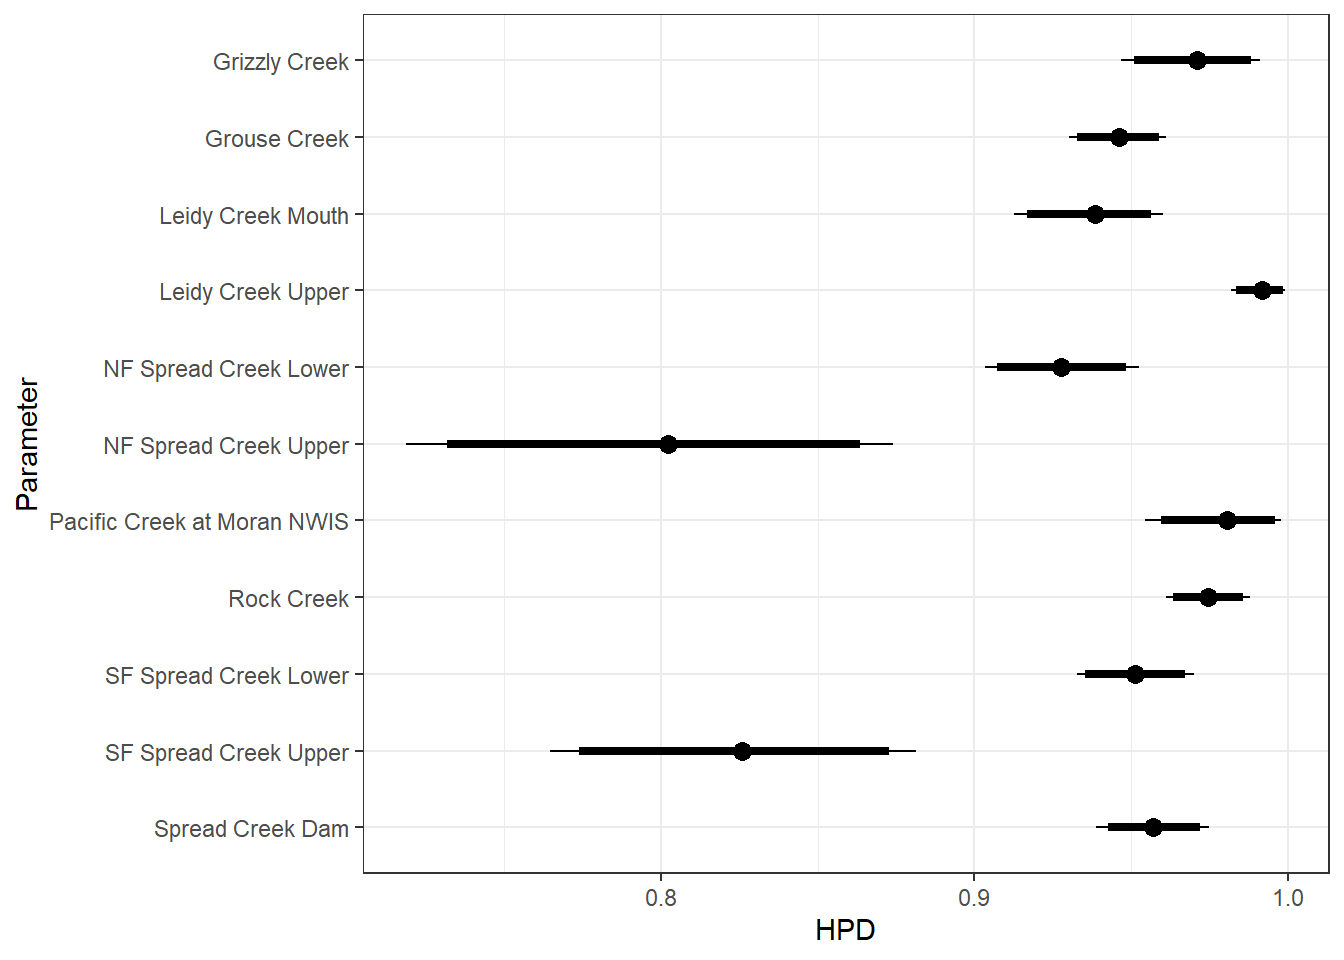 Grizzly Creek
Grouse Creek
Leidy Creek Mouth
Leidy Creek Upper
NF Spread Creek Lower
NF Spread Creek Upper
Pacific Creek at Moran NWIS
Rock Creek
SF Spread Creek Lower
SF Spread Creek Upper
Spread Creek Dam
Parameter
0.8 0.9 1.0
HPD